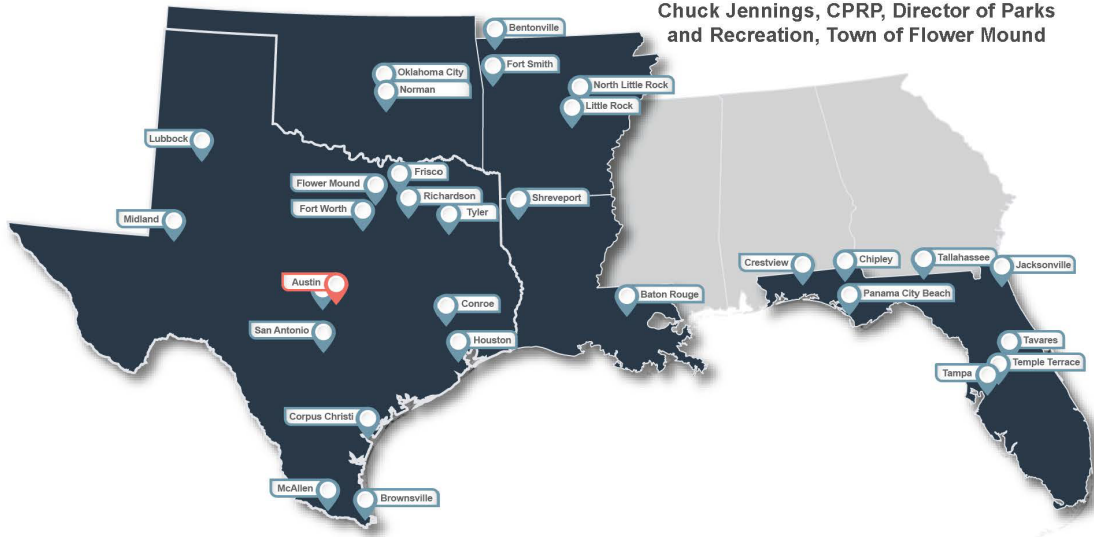 Chuck Jennings, CPRP, Director of Parks
and Recreation, Town of Flower Mound
Bentonville
Fort Smith
Oklahoma City
North Little Rock
Norman
Little Rock
Lubbock
Frisco
Flower Mound
Richardson
Shreveport
Fort Worth
Tyler
Midland
Crestview
Chipley
Tallahassee
Jacksonville
Austin
Panama City Beach
Baton Rouge
Conroe
San Antonio
Houston
Tavares
Temple Terrace
Tampa
Corpus Christi
McAllen
Brownsville